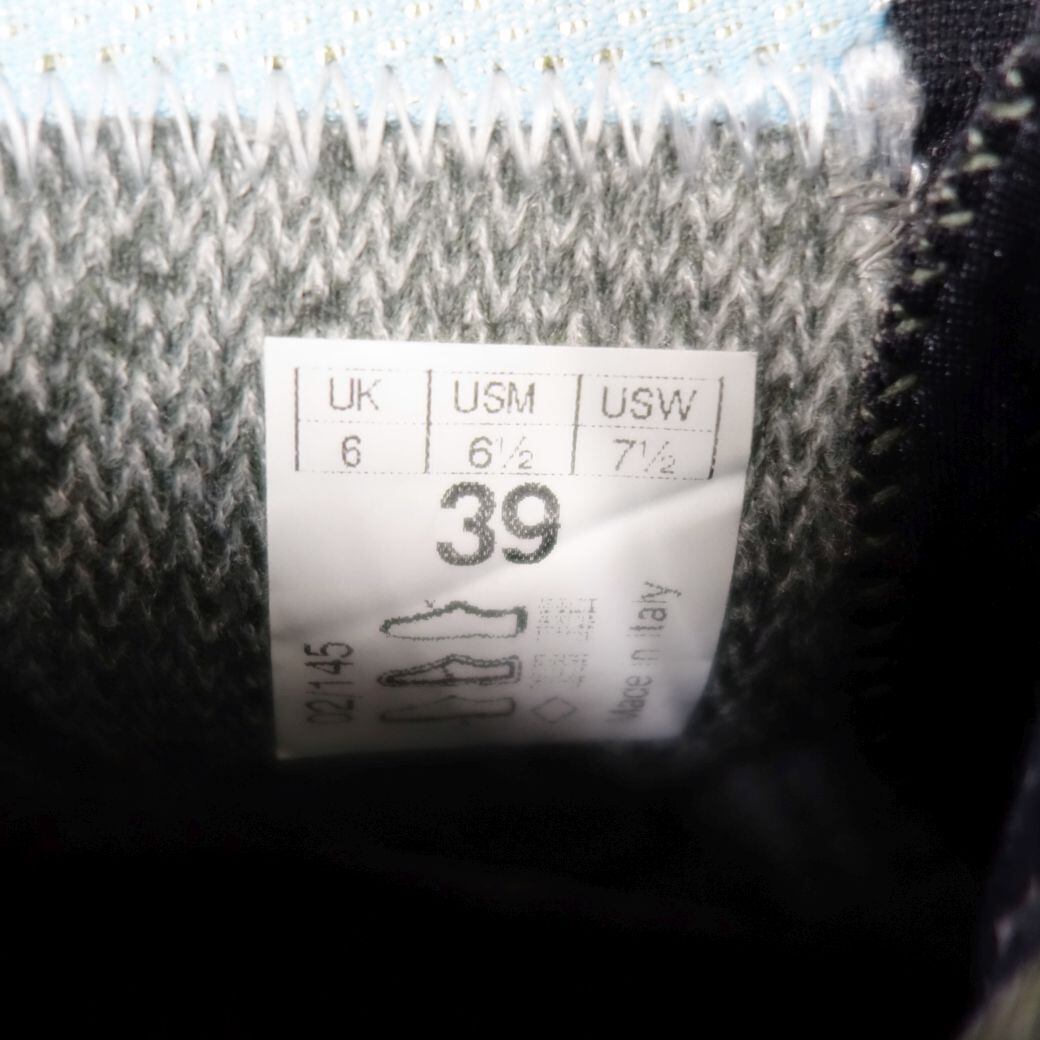 UK USM USW
6 6½ 7½
39
02/145
Made in Italy